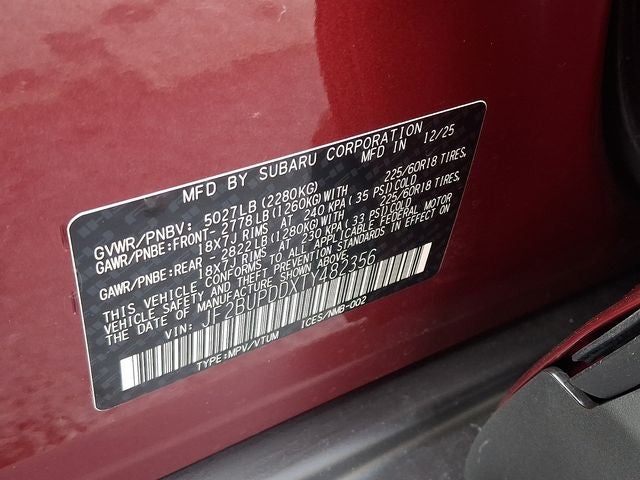 MFD BY SUBARU CORPORATION
MFD IN 12/25
GVWR/PNBV: 5027LB (2280KG)
GAWR/PNBE:FRONT- 2778LB(1260KG)WITH 225/60R18 TIRES,
18X7J RIMS AT 240 KPA(35 PSI)COLD
GAWR/PNBE:REAR - 2822LB(1280KG)WITH 225/60R18 TIRES,
18X7J RIMS AT 230 KPA(33 PSI)COLD
THIS VEHICLE CONFORMS TO ALL APPLICABLE FEDERAL MOTOR
VEHICLE SAFETY AND THEFT PREVENTION STANDARDS IN EFFECT ON
THE DATE OF MANUFACTURE SHOWN ABOVE.
VIN: JF2BUPDDXTY482356
TYPE:MPV/VTUM ICES/NMB-002